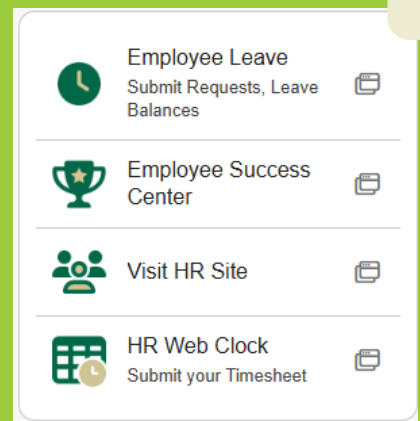 Employee Leave
Submit Requests, Leave
Balances
Employee Success
Center
Visit HR Site
HR Web Clock
Submit your Timesheet